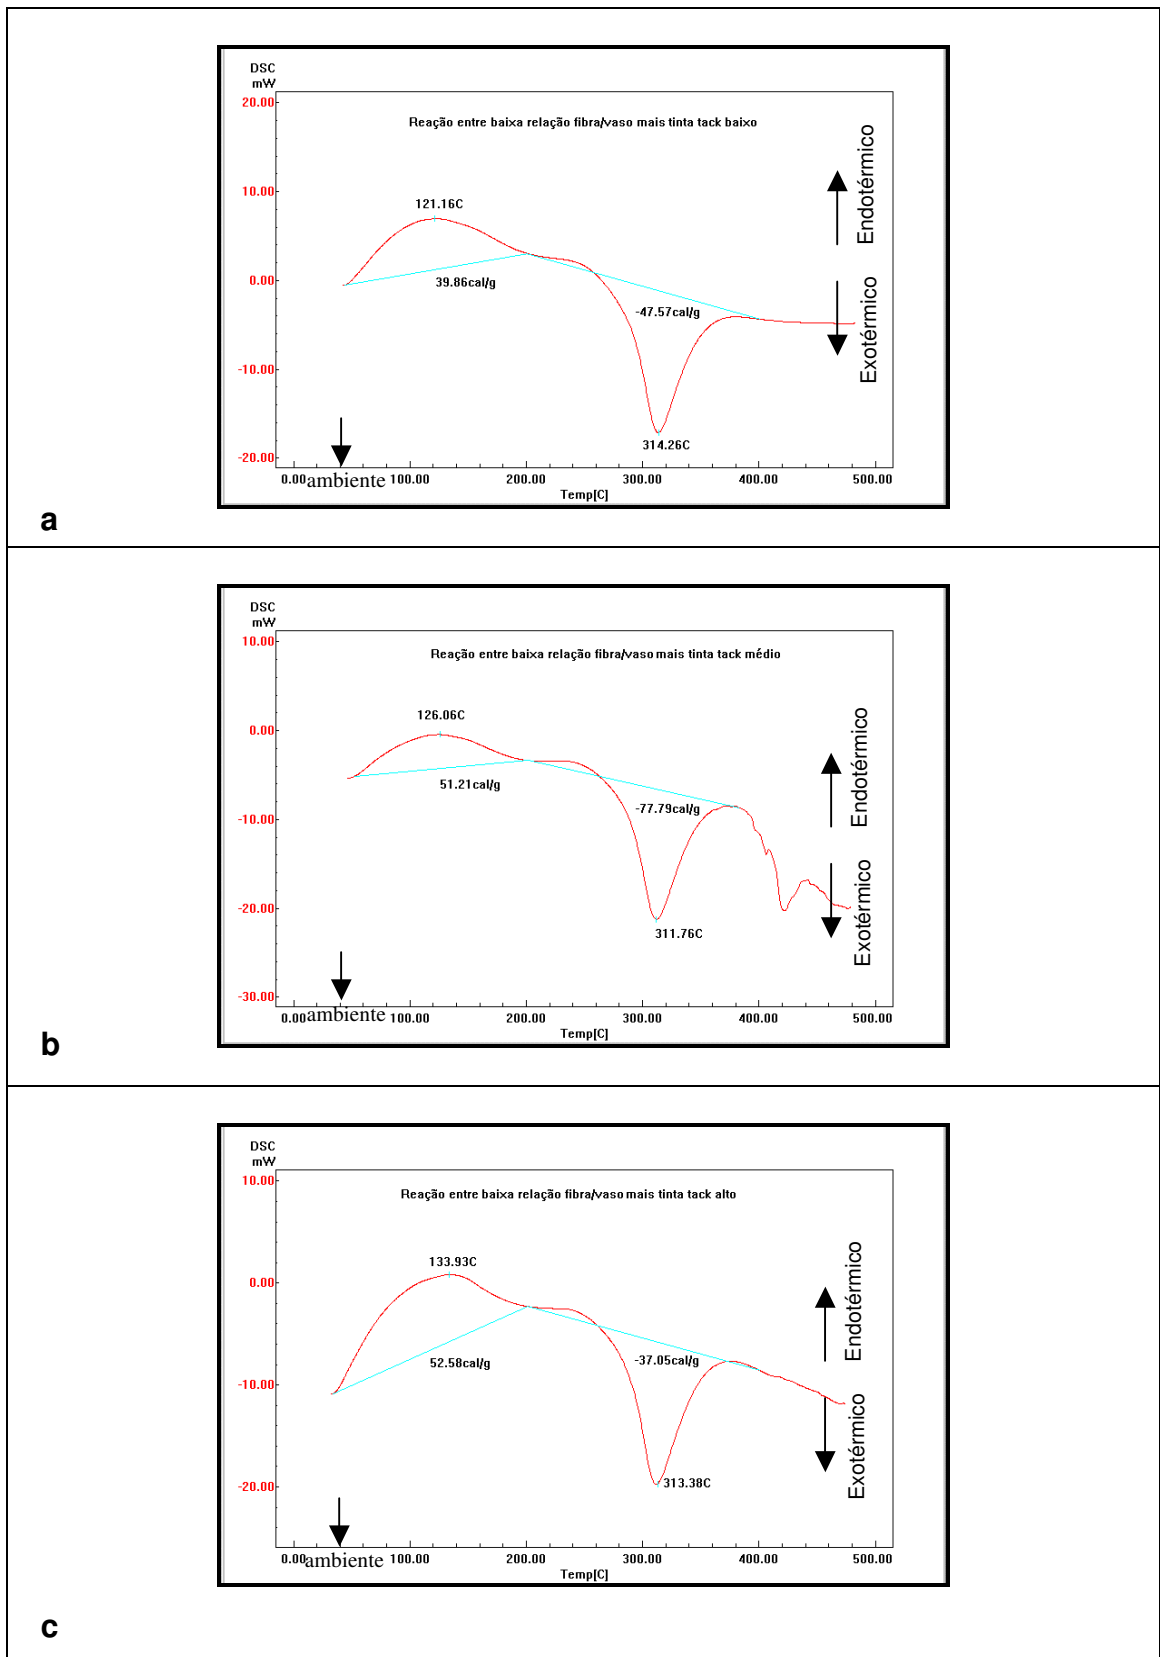 DSC
mW
20.00
Reação entre baixa relação fibra/vaso mais tinta tack baixo
Endotérmico
10.00
121.16C
0.00
39.86cal/g
-47.57cal/g
Exotérmico
-10.00
314.26C
-20.00
0.00 ambiente 100.00 200.00 300.00 400.00 500.00
Temp[C]
a
DSC
mW
10.00
Reação entre baixa relação fibra/vaso mais tinta tack médio
Endotérmico
126.06C
0.00
51.21cal/g
-77.79cal/g
-10.00
Exotérmico
-20.00
311.76C
-30.00
0.00 ambiente 100.00 200.00 300.00 400.00 500.00
Temp[C]
b
DSC
mW
10.00
Reação entre baixa relação fibra/vaso mais tinta tack alto
Endotérmico
133.93C
0.00
52.58cal/g
-37.05cal/g
-10.00
Exotérmico
313.38C
-20.00
0.00 ambiente 100.00 200.00 300.00 400.00 500.00
Temp[C]
c